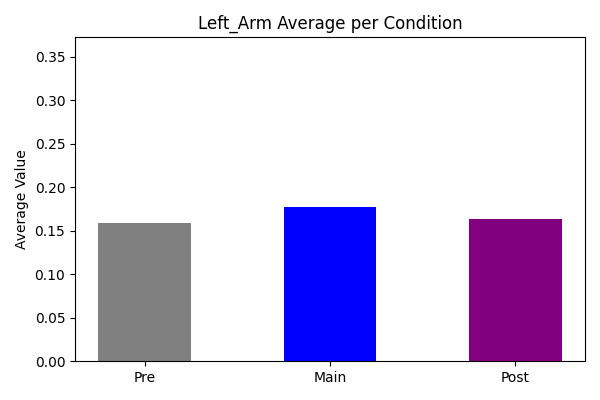 Left_Arm Average per Condition
Average Value
0.35
0.30
0.25
0.20
0.15
0.10
0.05
0.00
Pre
Main
Post